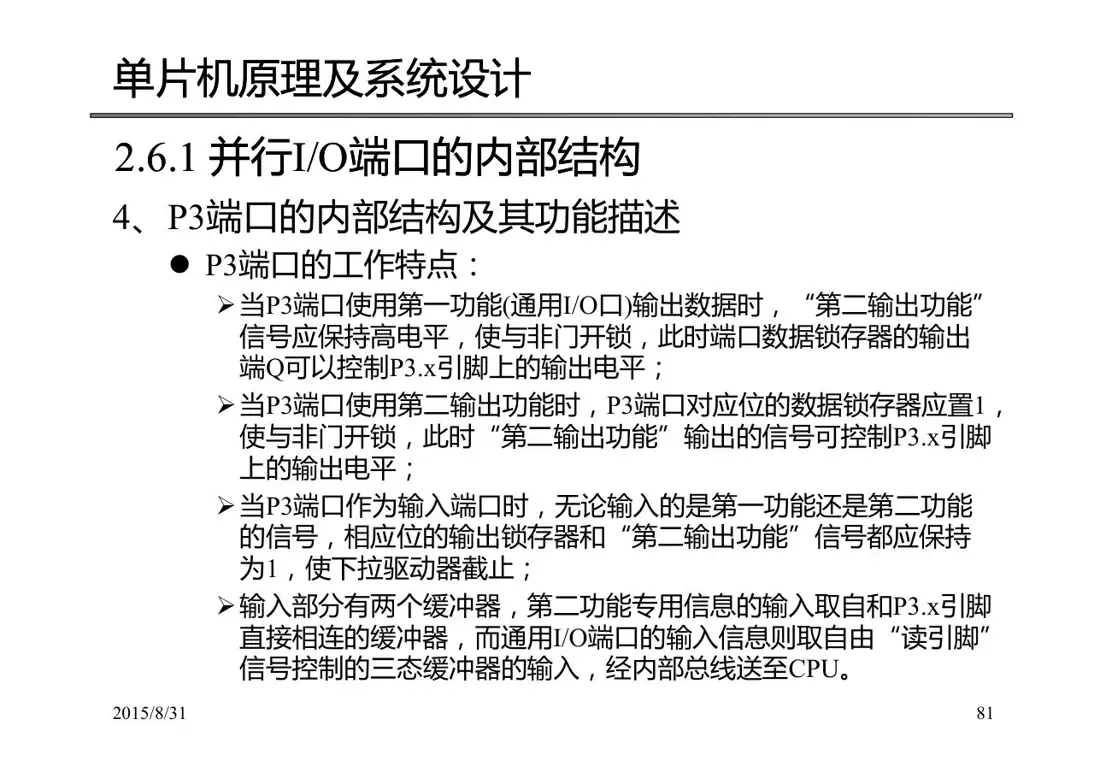 单片机原理及系统设计
2.6.1 并行I/O端口的内部结构
4、P3端口的内部结构及其功能描述
● P3端口的工作特点：
➢当P3端口使用第一功能(通用I/O口)输出数据时，“第二输出功能”
信号应保持高电平，使与非门开锁，此时端口数据锁存器的输出
端Q可以控制P3.x引脚上的输出电平；
➢当P3端口使用第二输出功能时，P3端口对应位的数据锁存器应置1，
使与非门开锁，此时“第二输出功能”输出的信号可控制P3.x引脚
上的输出电平；
➢当P3端口作为输入端口时，无论输入的是第一功能还是第二功能
的信号，相应位的输出锁存器和“第二输出功能”信号都应保持
为1，使下拉驱动器截止；
➢输入部分有两个缓冲器，第二功能专用信息的输入取自和P3.x引脚
直接相连的缓冲器，而通用I/O端口的输入信息则取自由“读引脚”
信号控制的三态缓冲器的输入，经内部总线送至CPU。
2015/8/31
81